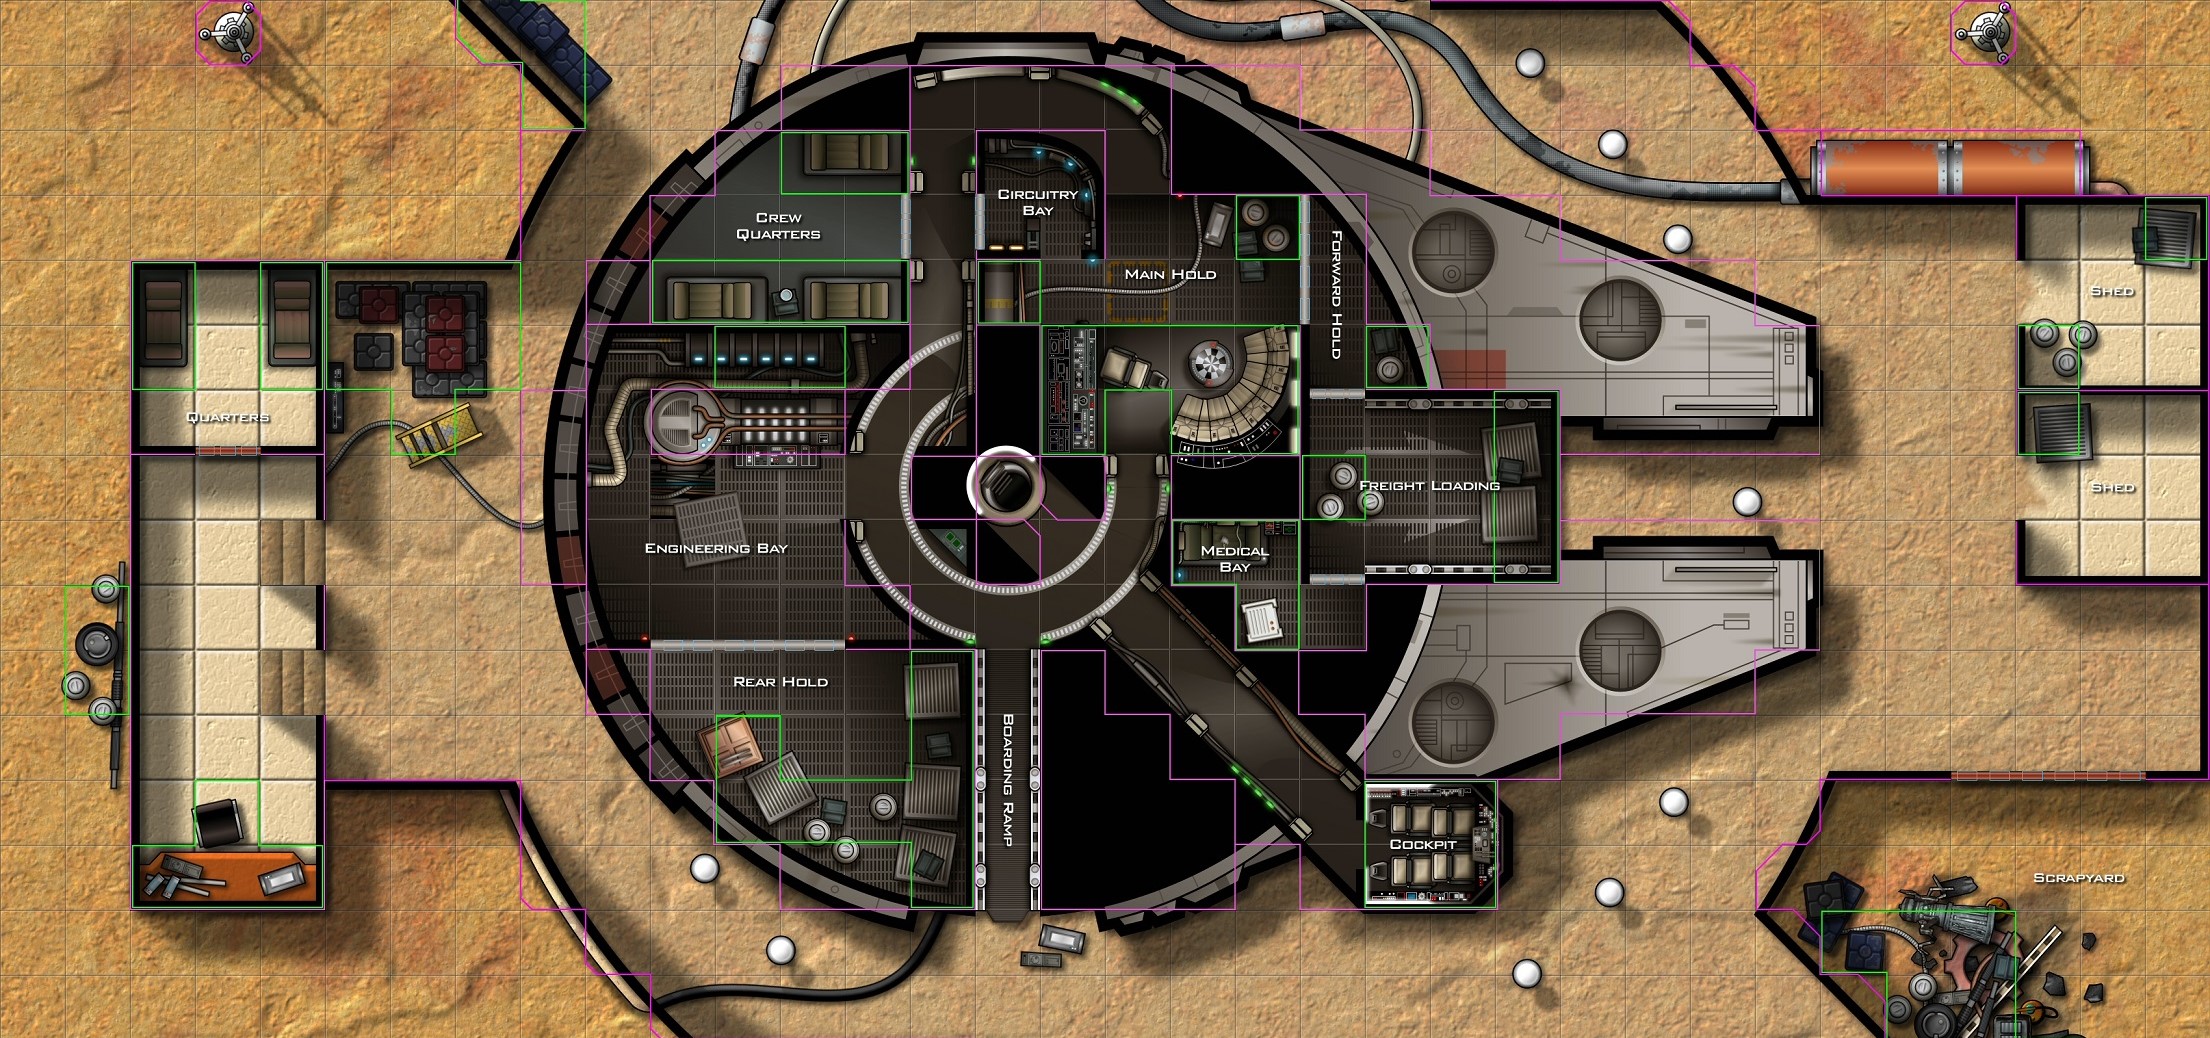 Circuitry
Bay
Crew
Quarters
Main Hold
Forward Hold
Shed
Quarters
Freight Loading
Shed
Engineering Bay
Medical
Bay
Rear Hold
Boarding Ramp
Cockpit
Scrapyard